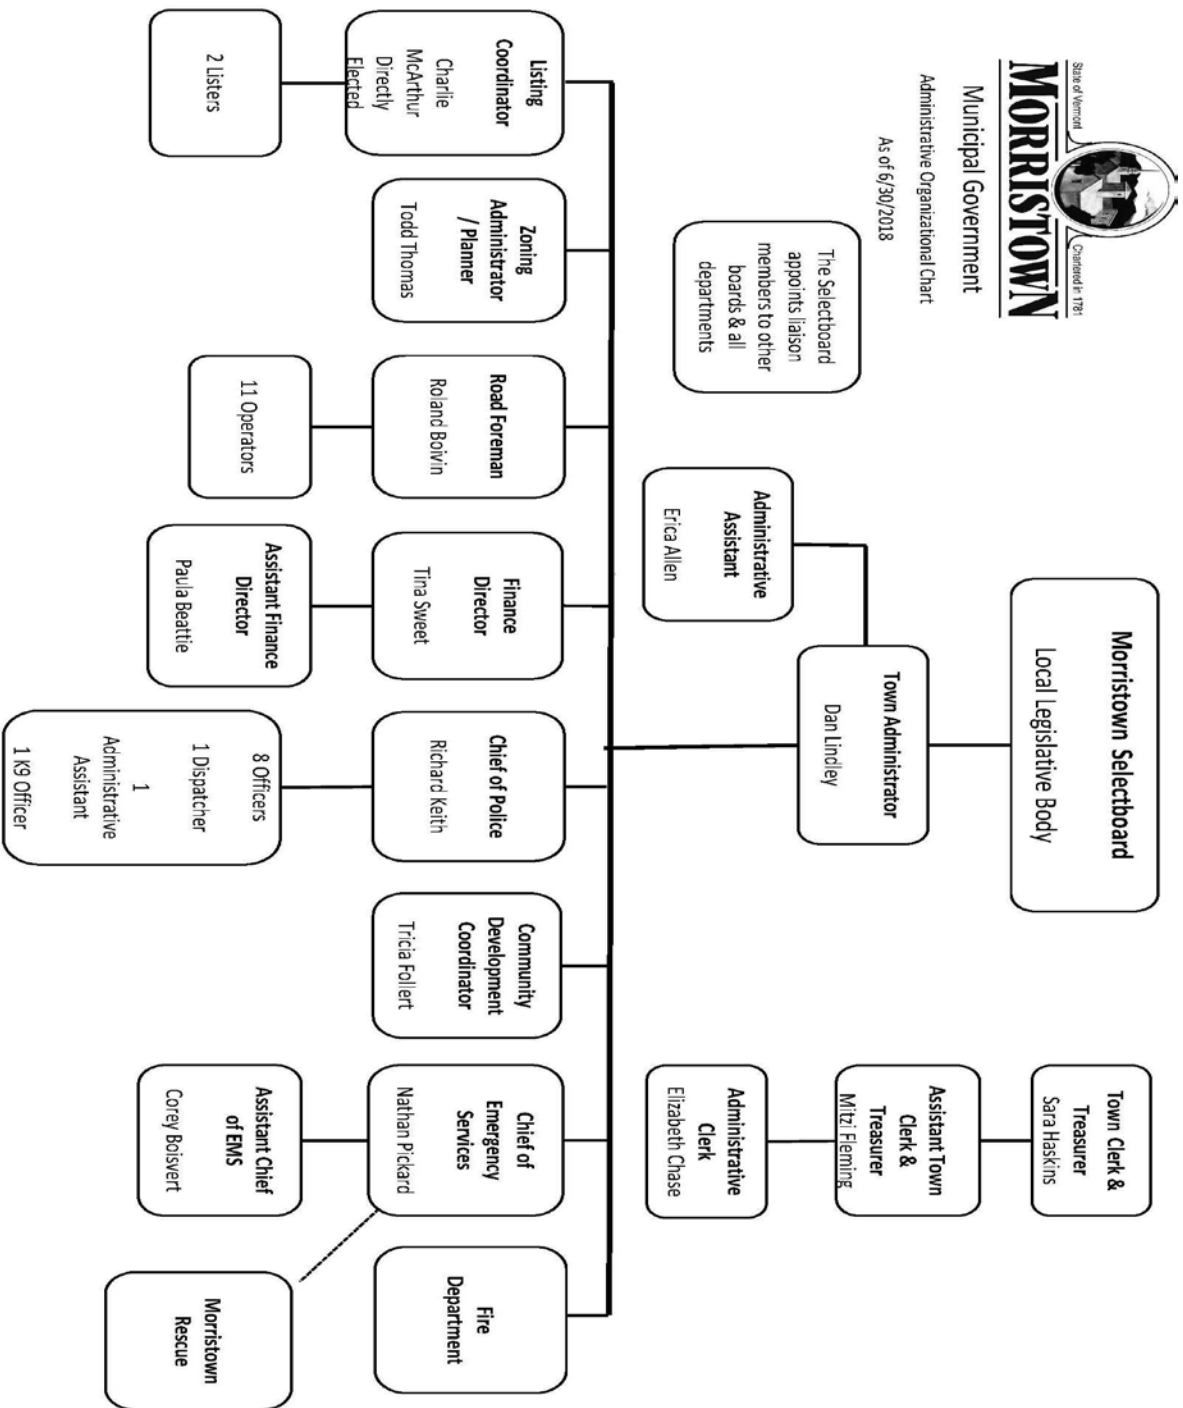 State of Vermont
Chartered in 1781
MORRISTOWN
Municipal Government
Administrative Organizational Chart
As of 6/30/2018
The Selectboard
appoints liaison
members to other
boards & all
departments
Morristown Selectboard
Local Legislative Body
Town Administrator
Dan Lindley
Administrative
Assistant
Erica Allen
Town Clerk &
Treasurer
Sara Haskins
Assistant Town
Clerk &
Treasurer
Mitzi Fleming
Administrative
Clerk
Elizabeth Chase
Listing
Coordinator
Charlie
McArthur
Directly
Elected
2 Listers
Zoning
Administrator
/ Planner
Todd Thomas
Road Foreman
Roland Boivin
11 Operators
Finance
Director
Tina Sweet
Assistant Finance
Director
Paula Beattie
Chief of Police
Richard Keith
8 Officers
1 Dispatcher
1
Administrative
Assistant
1 K9 Officer
Community
Development
Coordinator
Tricia Follert
Chief of
Emergency
Services
Nathan Pickard
Assistant Chief
of EMS
Corey Boisvert
Morristown
Rescue
Fire
Department